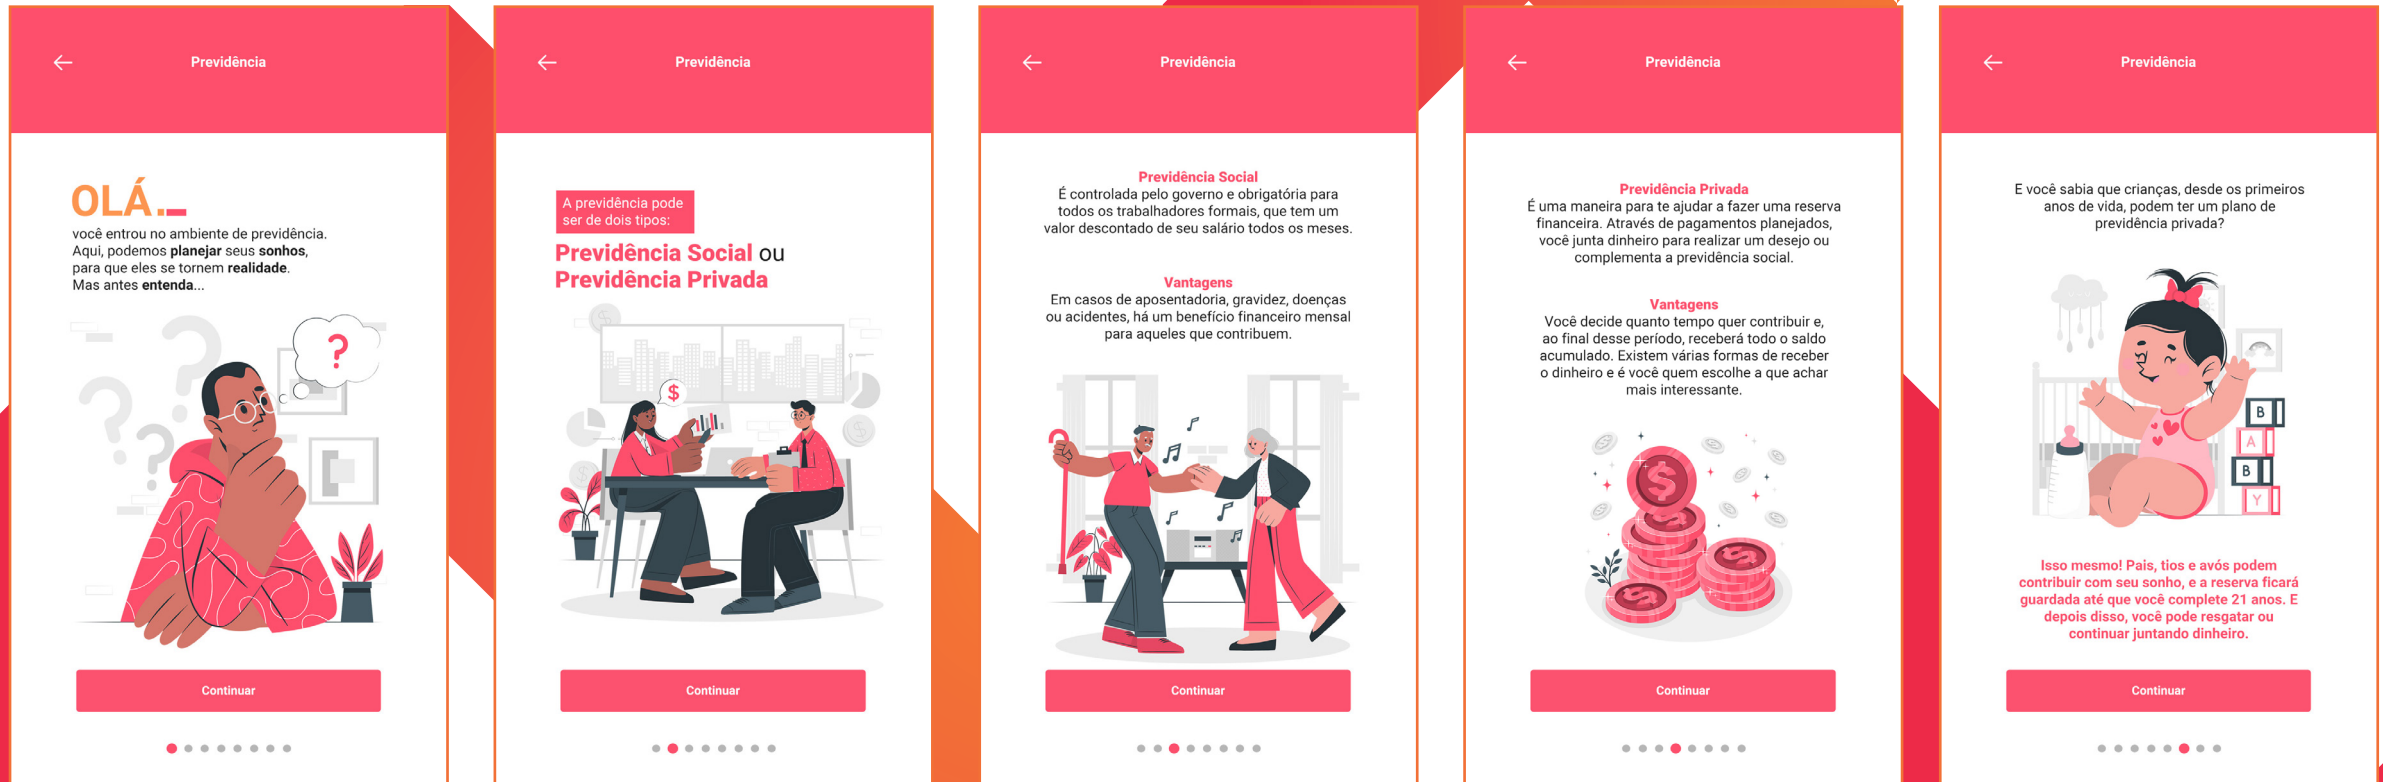 Previdência
OLÁ._
você entrou no ambiente de previdência.
Aqui, podemos planejar seus sonhos,
para que eles se tornem realidade.
Mas antes entenda...
?
Continuar
Previdência
A previdência pode
ser de dois tipos:
Previdência Social ou
Previdência Privada
$
Continuar
Previdência
Previdência Social
É controlada pelo governo e obrigatória para
todos os trabalhadores formais, que tem um
valor descontado de seu salário todos os meses.
Vantagens
Em casos de aposentadoria, gravidez, doenças
ou acidentes, há um benefício financeiro mensal
para aqueles que contribuem.
Continuar
Previdência
Previdência Privada
É uma maneira para te ajudar a fazer uma reserva
financeira. Através de pagamentos planejados,
você junta dinheiro para realizar um desejo ou
complementa a previdência social.
Vantagens
Você decide quanto tempo quer contribuir e,
ao final desse período, receberá todo o saldo
acumulado. Existem várias formas de receber
o dinheiro e é você quem escolhe a que achar
mais interessante.
$
Continuar
Previdência
E você sabia que crianças, desde os primeiros
anos de vida, podem ter um plano de
previdência privada?
B
A
B
Y
Isso mesmo! Pais, tios e avós podem
contribuir com seu sonho, e a reserva ficará
guardada até que você complete 21 anos. E
depois disso, você pode resgatar ou
continuar juntando dinheiro.
Continuar